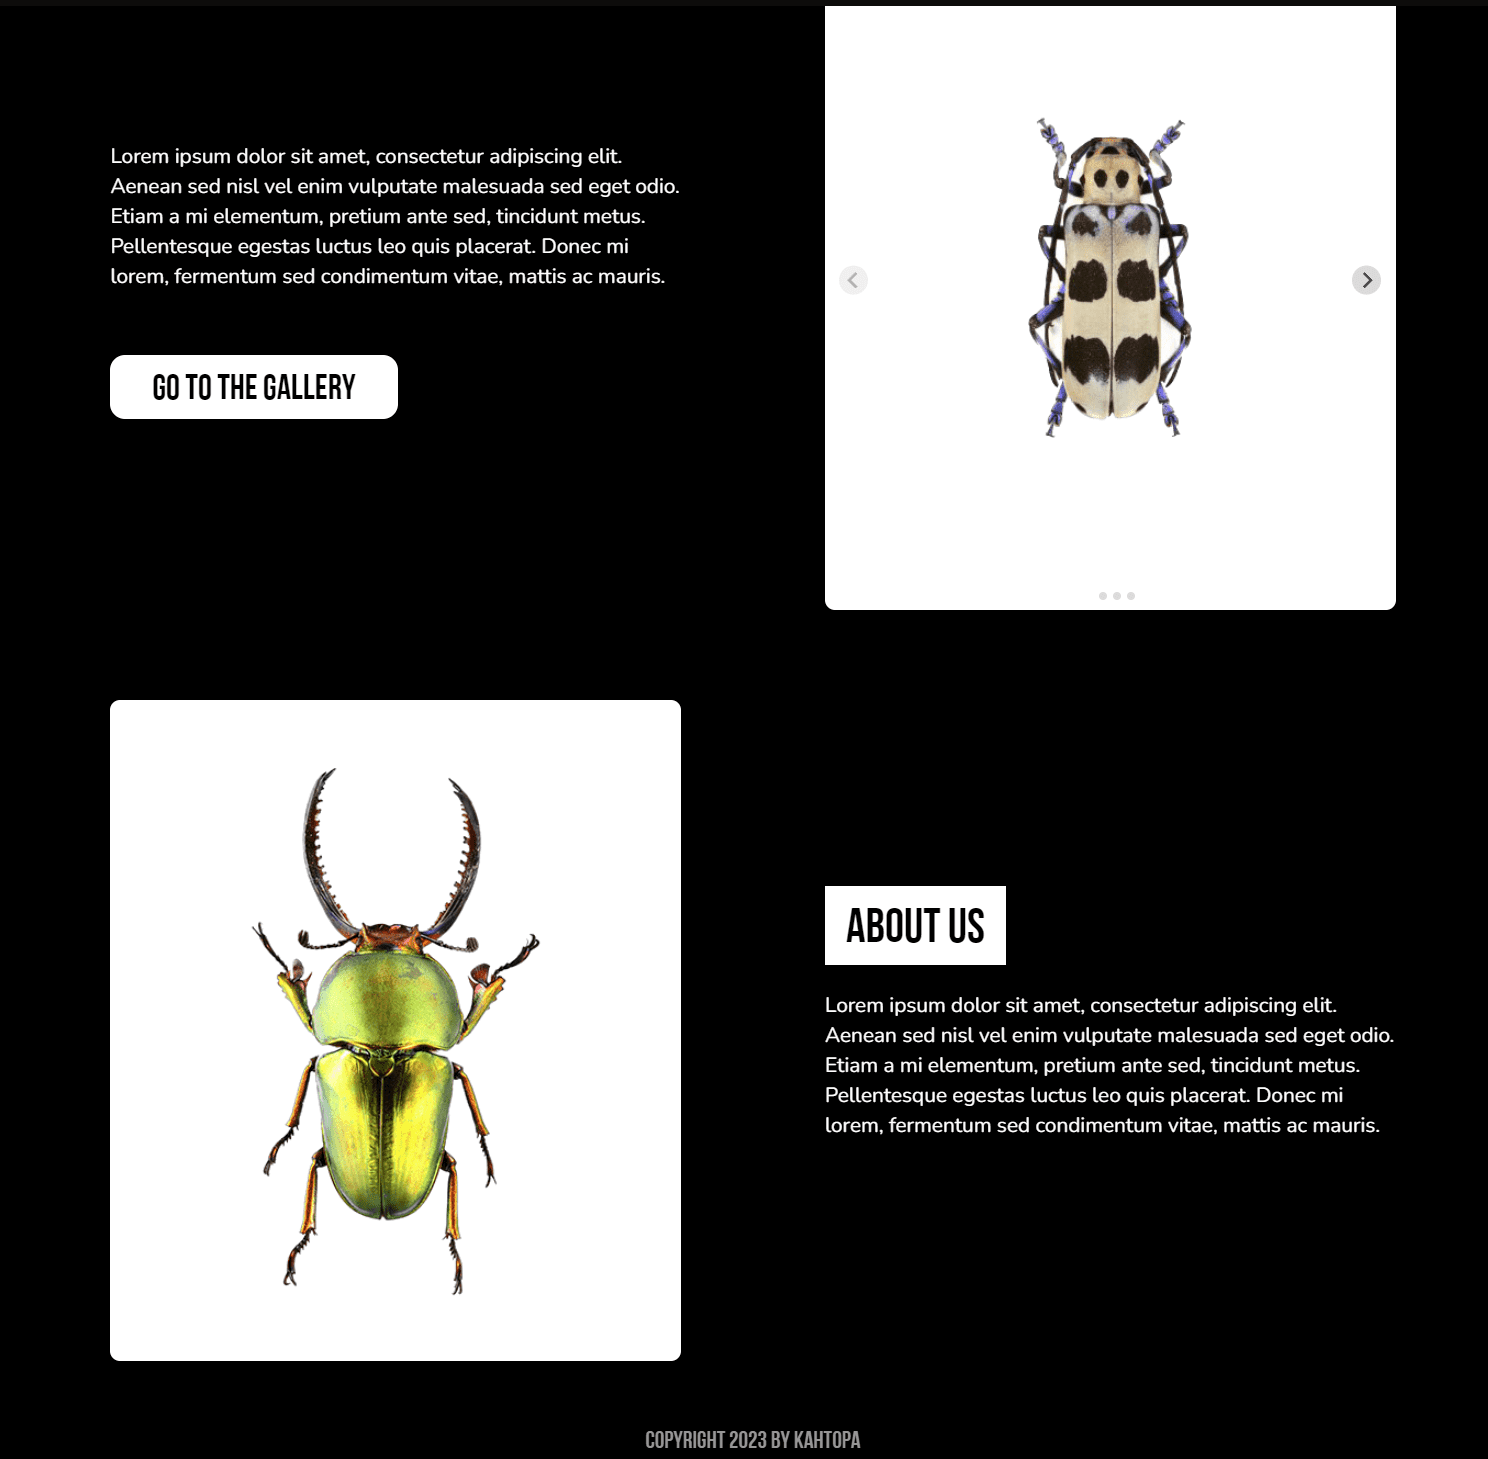 Lorem ipsum dolor sit amet, consectetur adipiscing elit.
Aenean sed nisl vel enim vulputate malesuada sed eget odio.
Etiam a mi elementum, pretium ante sed, tincidunt metus.
Pellentesque egestas luctus leo quis placerat. Donec mi
lorem, fermentum sed condimentum vitae, mattis ac mauris.
GO TO THE GALLERY
ABOUT US
Lorem ipsum dolor sit amet, consectetur adipiscing elit.
Aenean sed nisl vel enim vulputate malesuada sed eget odio.
Etiam a mi elementum, pretium ante sed, tincidunt metus.
Pellentesque egestas luctus leo quis placerat. Donec mi
lorem, fermentum sed condimentum vitae, mattis ac mauris.
COPYRIGHT 2023 BY KAHTOPA